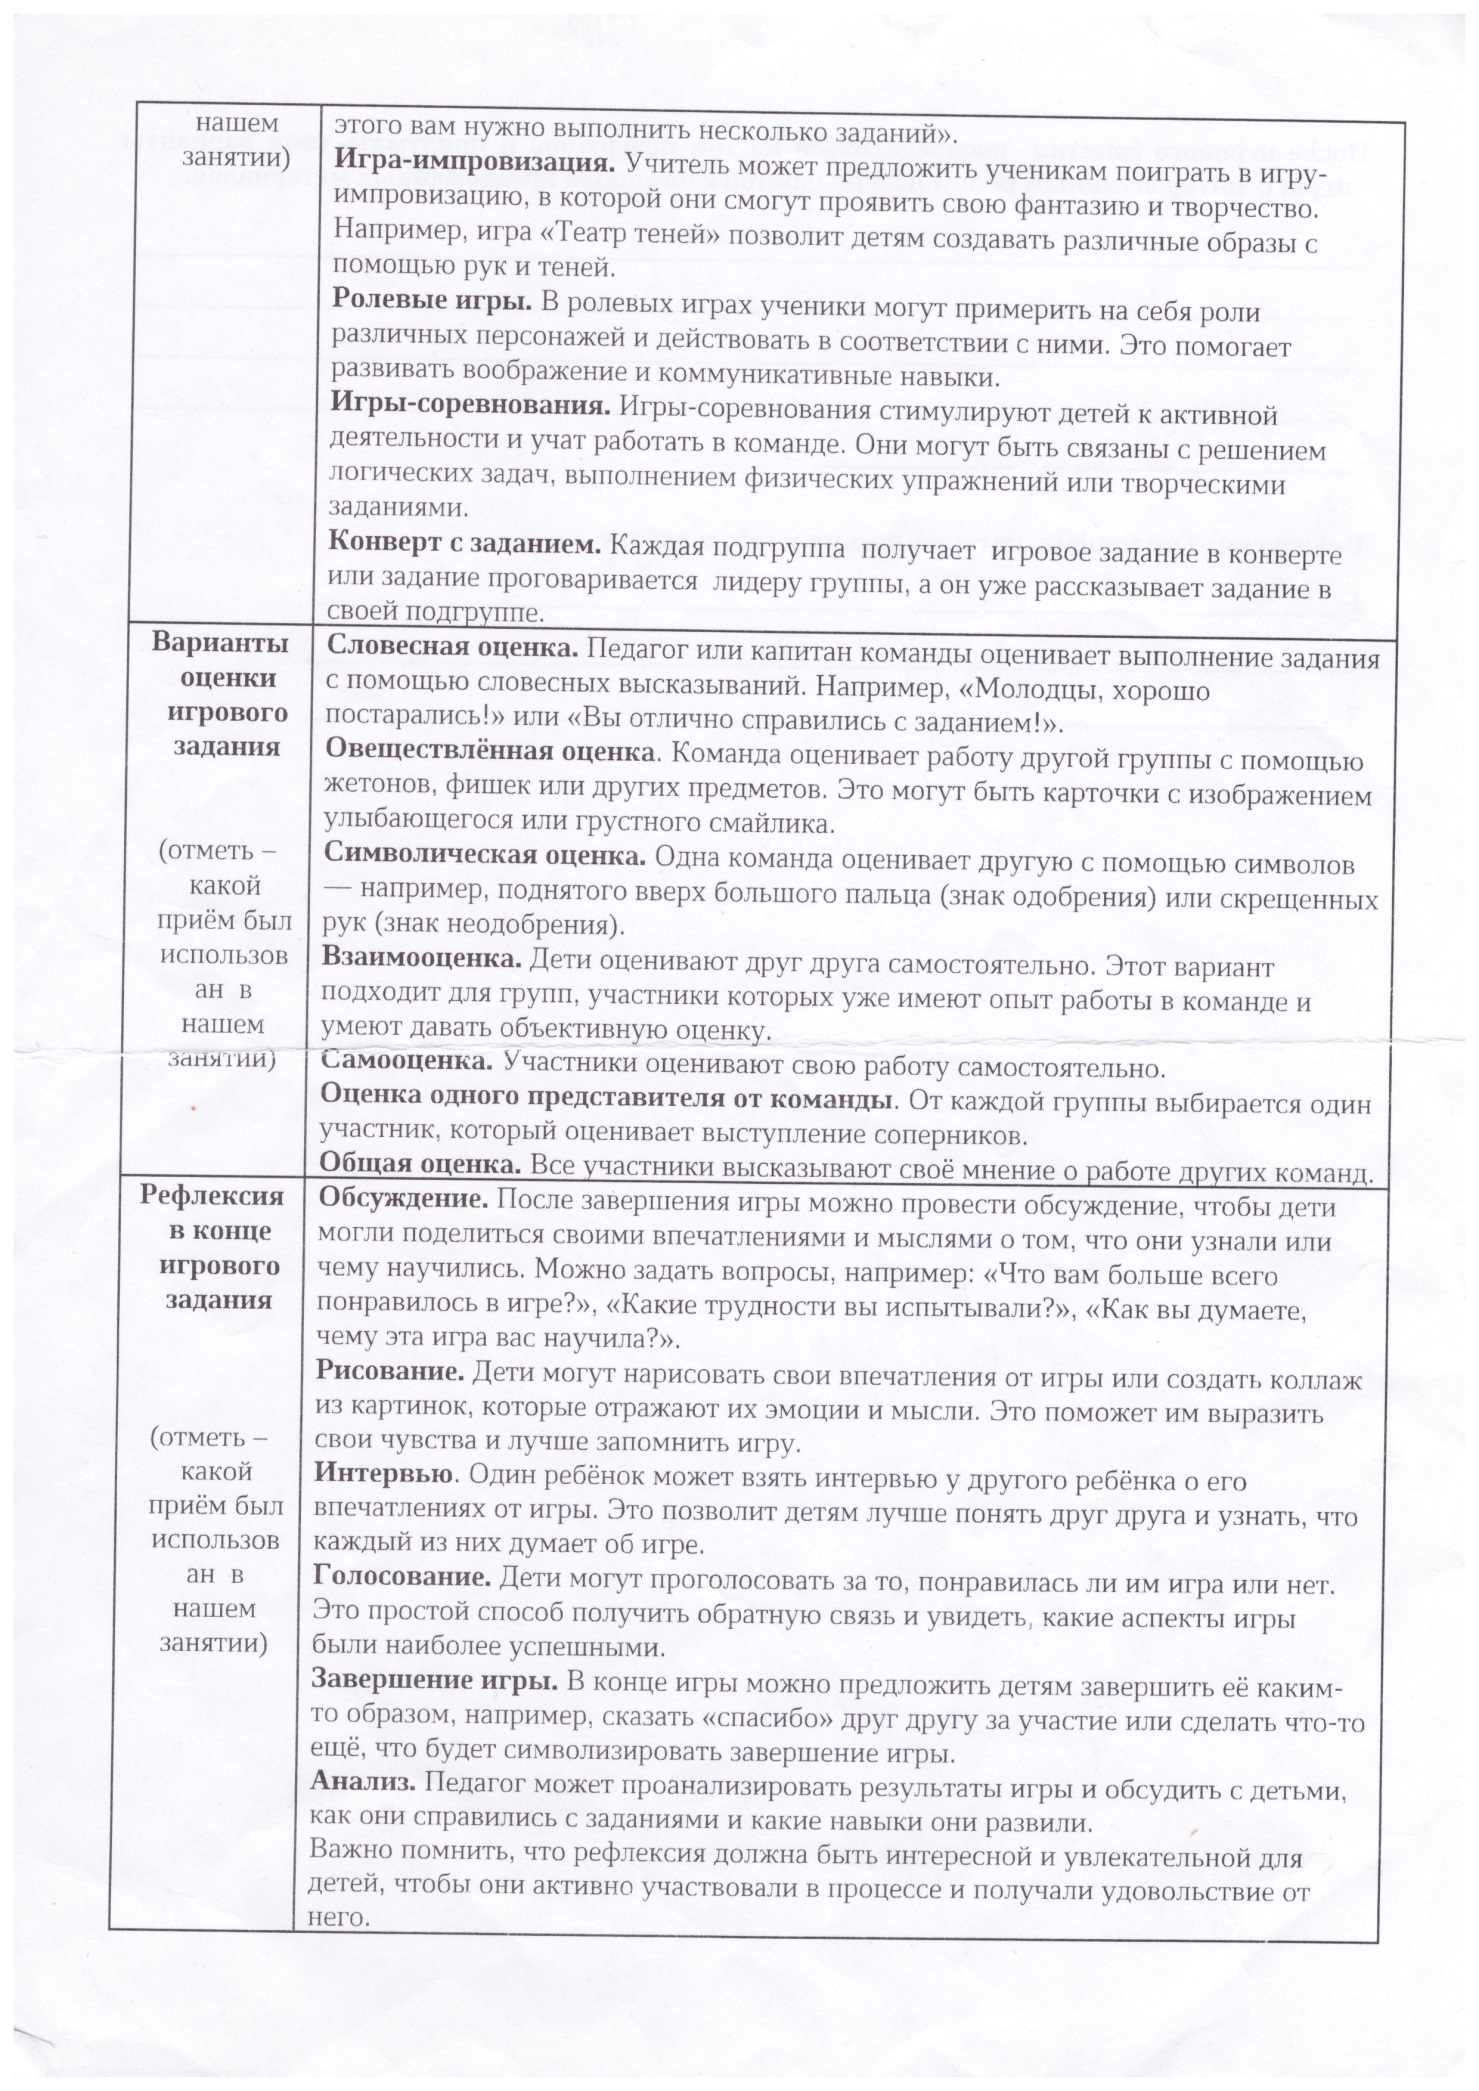 нашем
занятии)
этого вам нужно выполнить несколько заданий».
Игра-импровизация. Учитель может предложить ученикам поиграть в игру-
импровизацию, в которой они смогут проявить свою фантазию и творчество.
Например, игра «Театр теней» позволит детям создавать различные образы с
помощью рук и теней.
Ролевые игры. В ролевых играх ученики могут примерить на себя роли
различных персонажей и действовать в соответствии с ними. Это помогает
развивать воображение и коммуникативные навыки.
Игры-соревнования. Игры-соревнования стимулируют детей к активной
деятельности и учат работать в команде. Они могут быть связаны с решением
логических задач, выполнением физических упражнений или творческими
заданиями.
Конверт с заданием. Каждая подгруппа получает игровое задание в конверте
или задание проговаривается лидеру группы, а он уже рассказывает задание в
своей подгруппе.
Варианты
оценки
игрового
задания
(отметь –
какой
приём был
использов
ан в
нашем
занятии)
Словесная оценка. Педагог или капитан команды оценивает выполнение задания
с помощью словесных высказываний. Например, «Молодцы, хорошо
постарались!» или «Вы отлично справились с заданием!».
Овеществлённая оценка. Команда оценивает работу другой группы с помощью
жетонов, фишек или других предметов. Это могут быть карточки с изображением
улыбающегося или грустного смайлика.
Символическая оценка. Одна команда оценивает другую с помощью символов
— например, поднятого вверх большого пальца (знак одобрения) или скрещенных
рук (знак неодобрения).
Взаимооценка. Дети оценивают друг друга самостоятельно. Этот вариант
подходит для групп, участники которых уже имеют опыт работы в команде и
умеют давать объективную оценку.
Самооценка. Участники оценивают свою работу самостоятельно.
Оценка одного представителя от команды. От каждой группы выбирается один
участник, который оценивает выступление соперников.
Общая оценка. Все участники высказывают своё мнение о работе других команд.
Рефлексия
в конце
игрового
задания
(отметь –
какой
приём был
использов
ан в
нашем
занятии)
Обсуждение. После завершения игры можно провести обсуждение, чтобы дети
могли поделиться своими впечатлениями и мыслями о том, что они узнали или
чему научились. Можно задать вопросы, например: «Что вам больше всего
понравилось в игре?», «Какие трудности вы испытывали?», «Как вы думаете,
чему эта игра вас научила?».
Рисование. Дети могут нарисовать свои впечатления от игры или создать коллаж
из картинок, которые отражают их эмоции и мысли. Это поможет им выразить
свои чувства и лучше запомнить игру.
Интервью. Один ребёнок может взять интервью у другого ребёнка о его
впечатлениях от игры. Это позволит детям лучше понять друг друга и узнать, что
каждый из них думает об игре.
Голосование. Дети могут проголосовать за то, понравилась ли им игра или нет.
Это простой способ получить обратную связь и увидеть, какие аспекты игры
были наиболее успешными.
Завершение игры. В конце игры можно предложить детям завершить её каким-
то образом, например, сказать «спасибо» друг другу за участие или сделать что-то
ещё, что будет символизировать завершение игры.
Анализ. Педагог может проанализировать результаты игры и обсудить с детьми,
как они справились с заданиями и какие навыки они развили.
Важно помнить, что рефлексия должна быть интересной и увлекательной для
детей, чтобы они активно участвовали в процессе и получали удовольствие от
него.